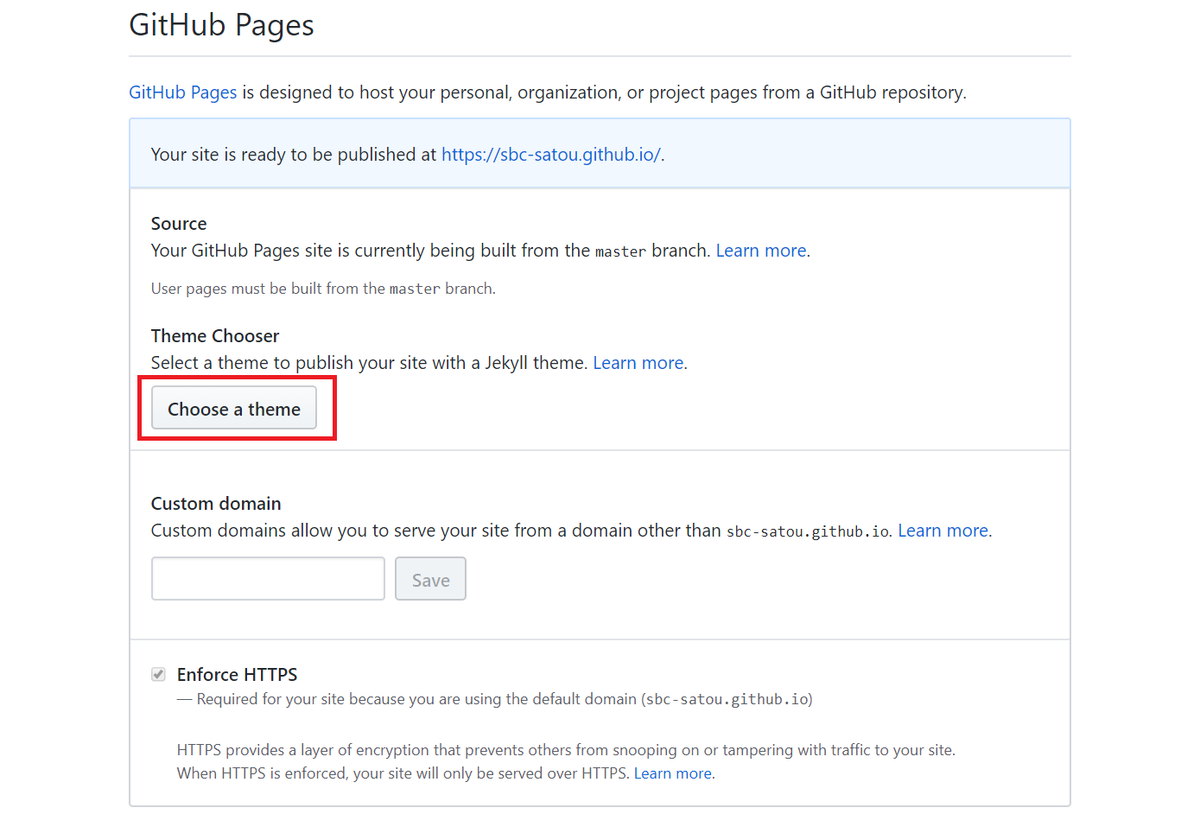 GitHub Pages
GitHub Pages is designed to host your personal, organization, or project pages from a GitHub repository.
Your site is ready to be published at https://sbc-satou.github.io/.
Source
Your GitHub Pages site is currently being built from the master branch. Learn more.
User pages must be built from the master branch.
Theme Chooser
Select a theme to publish your site with a Jekyll theme. Learn more.
Choose a theme
Custom domain
Custom domains allow you to serve your site from a domain other than sbc-satou.github.io. Learn more.
Save
Enforce HTTPS
— Required for your site because you are using the default domain (sbc-satou.github.io)
HTTPS provides a layer of encryption that prevents others from snooping on or tampering with traffic to your site.
When HTTPS is enforced, your site will only be served over HTTPS. Learn more.